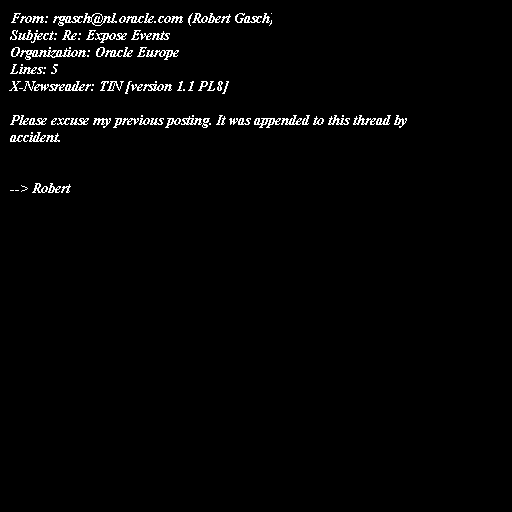 From: rgasch@nl.oracle.com (Robert Gasch)
Subject: Re: Expose Events
Organization: Oracle Europe
Lines: 5
X-Newsreader: TIN [version 1.1 PL8]
Please excuse my previous posting. It was appended to this thread by
accident.
--> Robert